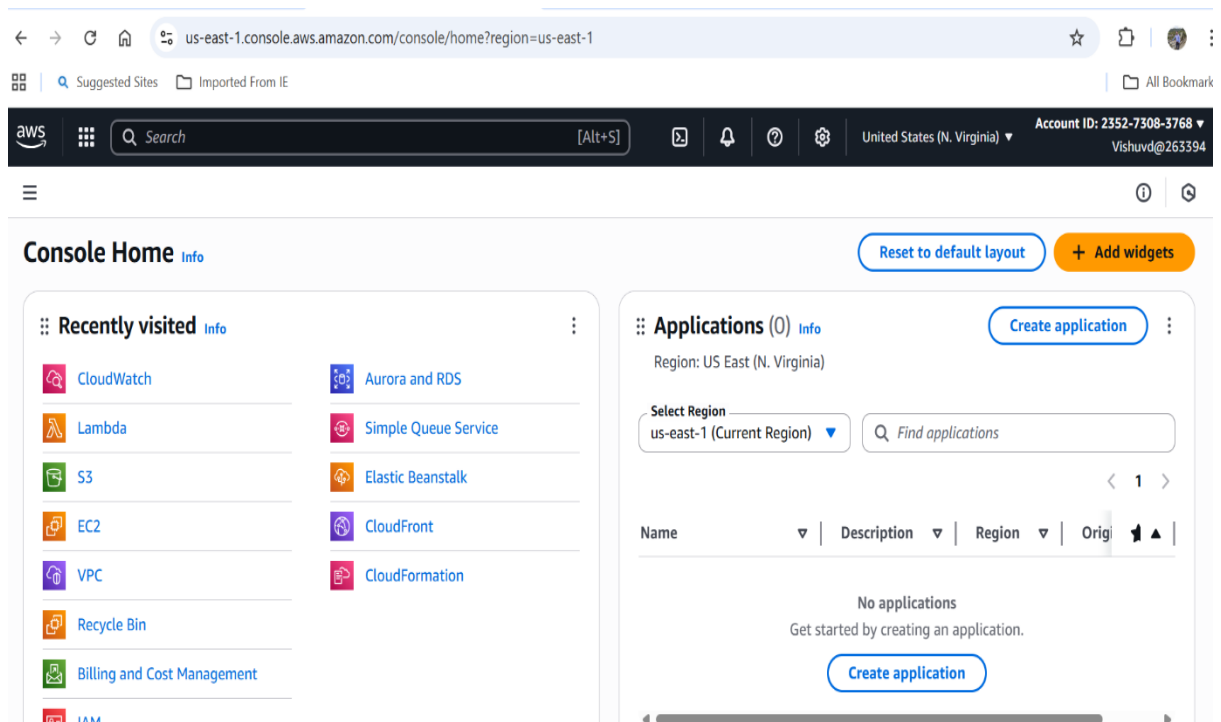 us-east-1.console.aws.amazon.com/console/home?region=us-east-1
Suggested Sites Imported From IE All Bookmark
aws Search [Alt+S] United States (N. Virginia) ▼ Account ID: 2352-7308-3768 ▼
Vishuvd@263394
Console Home Info Reset to default layout + Add widgets
Recently visited Info
CloudWatch Aurora and RDS
Lambda Simple Queue Service
S3 Elastic Beanstalk
EC2 CloudFront
VPC CloudFormation
Recycle Bin
Billing and Cost Management
IAM
Applications (0) Info Create application
Region: US East (N. Virginia)
Select Region
us-east-1 (Current Region) ▼ Find applications
1
Name Description Region Origi
No applications
Get started by creating an application.
Create application